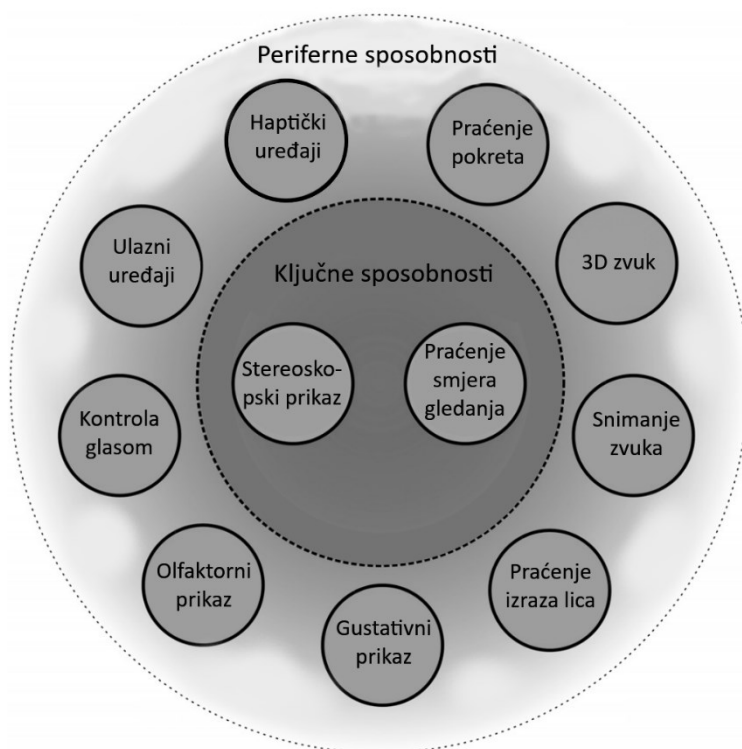 Periferne sposobnosti
Haptički
uređaji
Praćenje
pokreta
Ulazni
uređaji
3D zvuk
Ključne sposobnosti
Stereosko-
pski prikaz
Praćenje
smjera
gledanja
Kontrola
glasom
Snimanje
zvuka
Olfaktorni
prikaz
Praćenje
izraza lica
Gustativni
prikaz